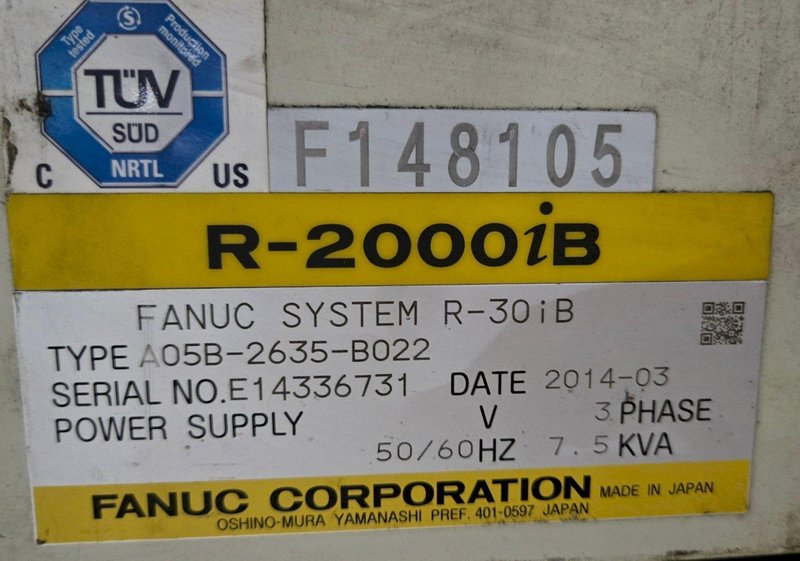 Type tested
Production monitored
TÜV
SÜD
NRTL
C US
F148105
R-2000iB
FANUC SYSTEM R-30iB
TYPE A05B-2635-B022
SERIAL NO.E14336731 DATE 2014-03
POWER SUPPLY V 3 PHASE
50/60HZ 7.5KVA
FANUC CORPORATION MADE IN JAPAN
OSHINO-MURA YAMANASHI PREF. 401-0597 JAPAN